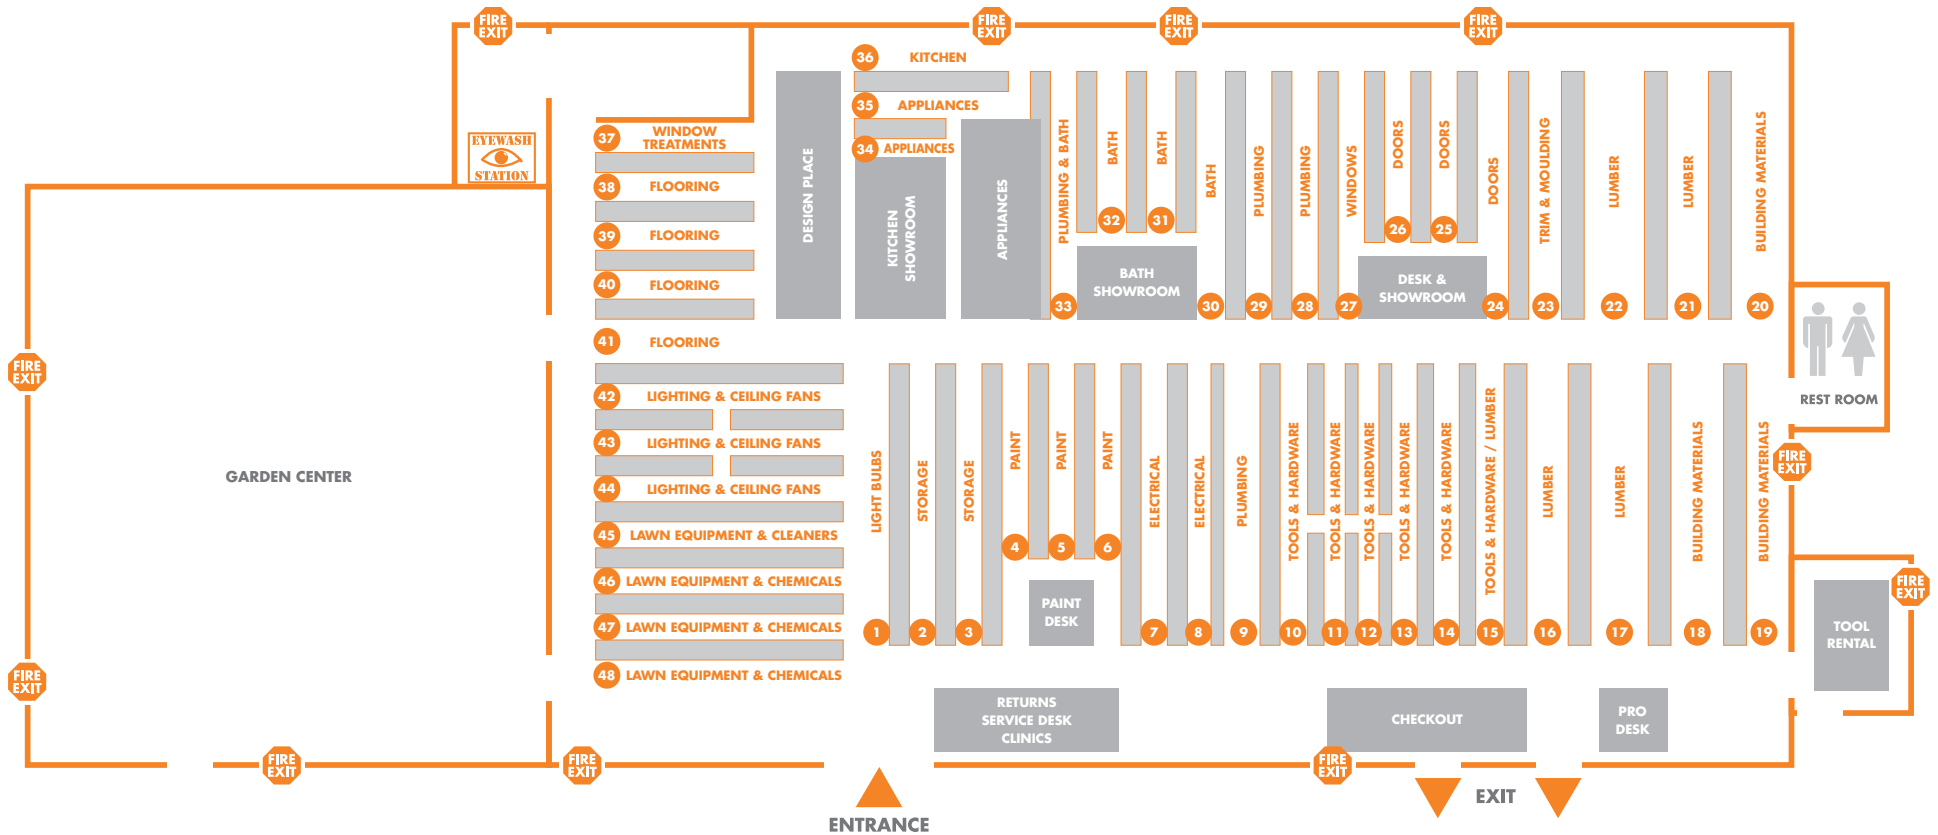 FIRE
EXIT
FIRE
EXIT
FIRE
EXIT
FIRE
EXIT
36 KITCHEN
35 APPLIANCES
34 APPLIANCES
EYEWASH
STATION
37 WINDOW
TREATMENTS
38 FLOORING
39 FLOORING
40 FLOORING
41 FLOORING
DESIGN PLACE
KITCHEN
SHOWROOM
APPLIANCES
PLUMBING & BATH
33
BATH
32
BATH
31
BATH
SHOWROOM
BATH
30
PLUMBING
29
PLUMBING
28
WINDOWS
27
DOORS
26
DOORS
25
DESK &
SHOWROOM
DOORS
24
TRIM & MOULDING
23
LUMBER
22
LUMBER
21
BUILDING MATERIALS
20
REST ROOM
FIRE
EXIT
FIRE
EXIT
GARDEN CENTER
42 LIGHTING & CEILING FANS
43 LIGHTING & CEILING FANS
44 LIGHTING & CEILING FANS
45 LAWN EQUIPMENT & CLEANERS
46 LAWN EQUIPMENT & CHEMICALS
47 LAWN EQUIPMENT & CHEMICALS
48 LAWN EQUIPMENT & CHEMICALS
LIGHT BULBS
1
STORAGE
2
STORAGE
3
PAINT
4
PAINT
5
PAINT
6
PAINT
DESK
ELECTRICAL
7
ELECTRICAL
8
PLUMBING
9
TOOLS & HARDWARE
10
TOOLS & HARDWARE
11
TOOLS & HARDWARE
12
TOOLS & HARDWARE
13
TOOLS & HARDWARE
14
TOOLS & HARDWARE / LUMBER
15
LUMBER
16
LUMBER
17
BUILDING MATERIALS
18
BUILDING MATERIALS
19
FIRE
EXIT
TOOL
RENTAL
FIRE
EXIT
RETURNS
SERVICE DESK
CLINICS
CHECKOUT
PRO
DESK
FIRE
EXIT
FIRE
EXIT
FIRE
EXIT
EXIT
ENTRANCE